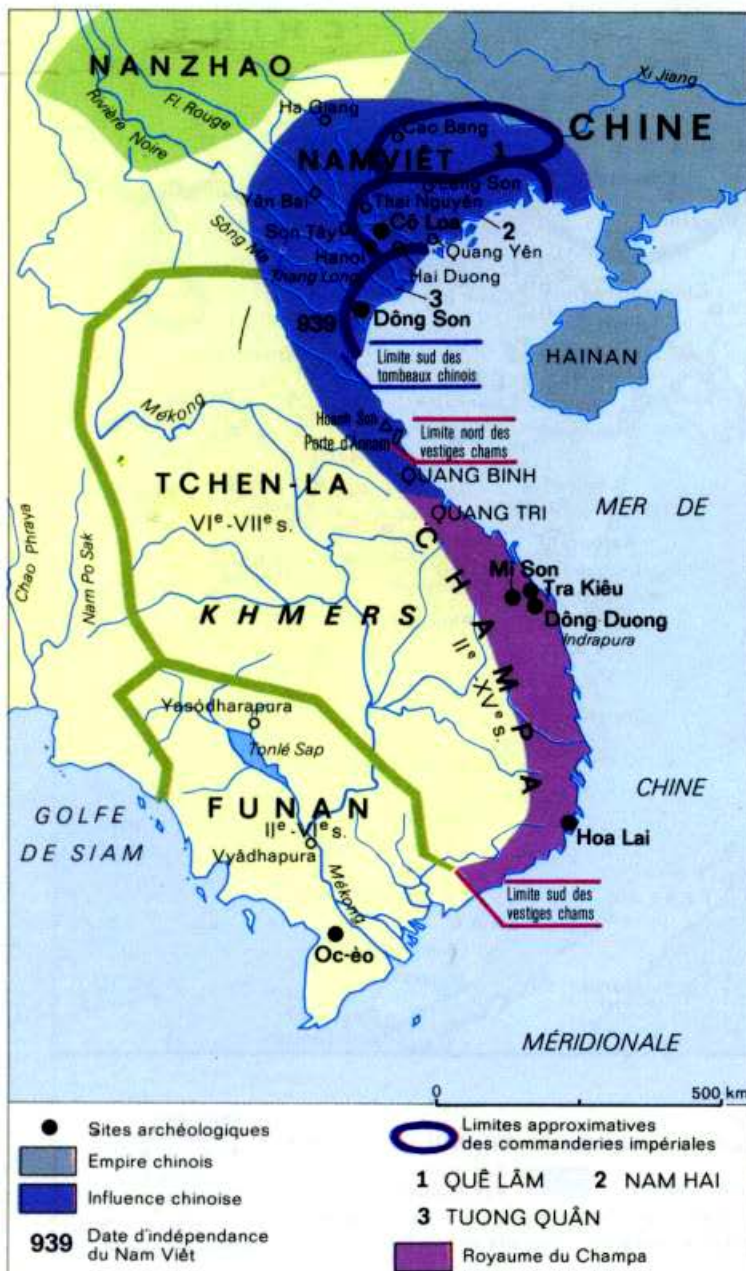 NANZHAO
Xi Jiang
Fl. Rouge
Rivière Noire
Ha Giang
CHINE
Cao Bang
NAM VIÊT
1
Lang Son
Yên Bai
Thai Nguyên
2
Son Tây
Cô Loa
Sông Ma
Quang Yên
Hanoi
Thang Long
Hai Duong
3
939
Dông Son
HAINAN
Limite sud des
tombeaux chinois
Mékong
Hoanh Son
Porte d'Annam
Limite nord des
vestiges chams
QUANG BINH
TCHEN-LA
VIe-VIIe s.
MER DE
QUANG TRI
Chao Phraya
Nam Po Sak
CHAMPA
IIe XVe s.
Mi Son
Tra Kiêu
KHMERS
Dông Duong
Indrapura
Yasodharapura
Tonlé Sap
CHINE
FUNAN
IIe-VIe s.
GOLFE
DE SIAM
Hoa Lai
Vyâdhapura
Mékong
Limite sud des
vestiges chams
Oc-èo
MÉRIDIONALE
0 500 km
Sites archéologiques
Empire chinois
Influence chinoise
939 Date d'indépendance
du Nam Viêt
Limites approximatives
des commanderies impériales
1 QUÊ LÂM 2 NAM HAI
3 TUONG QUÂN
Royaume du Champa